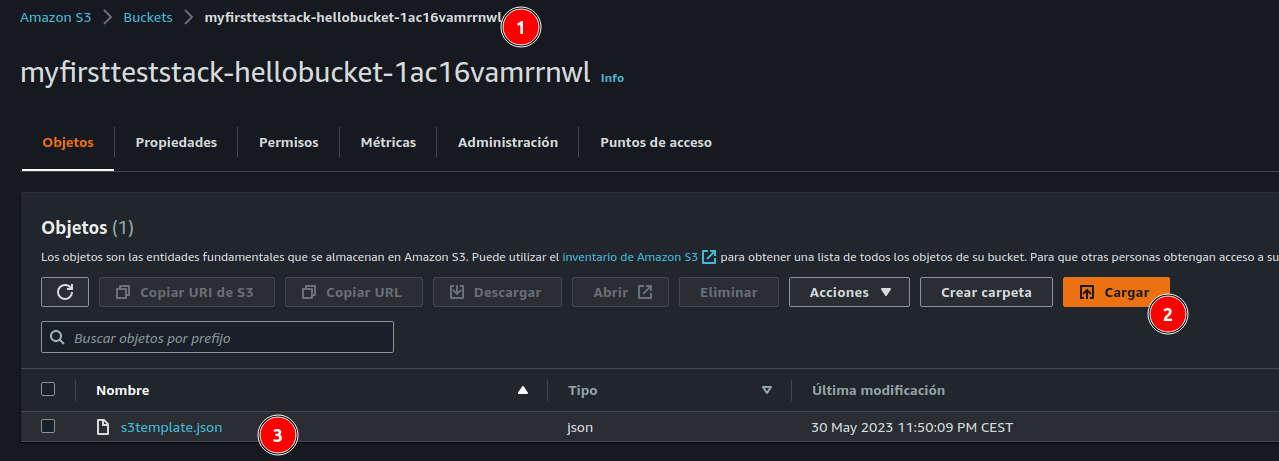 Amazon S3 > Buckets > myfirstteststack-hellobucket-1ac16vamrrnwl
1
myfirstteststack-hellobucket-1ac16vamrrnwl Info
Objetos Propiedades Permisos Métricas Administración Puntos de acceso
Objetos (1)
Los objetos son las entidades fundamentales que se almacenan en Amazon S3. Puede utilizar el inventario de Amazon S3 para obtener una lista de todos los objetos de su bucket. Para que otras personas obtengan acceso a su
Copiar URI de S3 Copiar URL Descargar Abrir Eliminar Acciones Crear carpeta Cargar
2
Buscar objetos por prefijo
Nombre Tipo Última modificación
s3template.json 3 json 30 May 2023 11:50:09 PM CEST